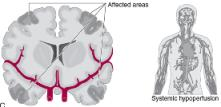 Affected areas
Systemic hypoperfusion
C